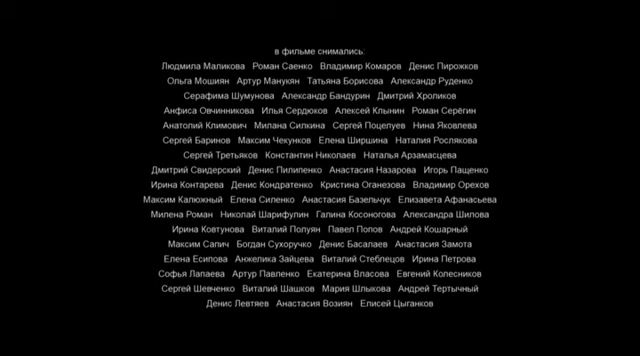 в фильме снимались:
Людмила Маликова Роман Саенко Владимир Комаров Денис Пирожков
Ольга Мошиян Артур Манукян Татьяна Борисова Александр Руденко
Серафима Шумунова Александр Бандурин Дмитрий Хроликов
Анфиса Овчинникова Илья Сердюков Алексей Клынин Роман Серёгин
Анатолий Климович Милана Силкина Сергей Поцелуев Нина Яковлева
Сергей Баринов Максим Чекунков Елена Ширшина Наталия Рослякова
Сергей Третьяков Константин Николаев Наталья Арзамасцева
Дмитрий Свидерский Денис Пилипенко Анастасия Назарова Игорь Пащенко
Ирина Контарева Денис Кондратенко Кристина Оганезова Владимир Орехов
Максим Калюжный Елена Силенко Анастасия Базельчук Елизавета Афанасьева
Милена Роман Николай Шарифулин Галина Косоногова Александра Шилова
Ирина Ковтунова Виталий Полуян Павел Попов Андрей Кошарный
Максим Сапич Богдан Сухоручко Денис Басалаев Анастасия Замота
Елена Есипова Анжелика Зайцева Виталий Стеблецов Ирина Петрова
Софья Лапаева Артур Павленко Екатерина Власова Евгений Колесников
Сергей Шевченко Виталий Шашков Мария Шлыкова Андрей Тертычный
Денис Левтяев Анастасия Возиян Елисей Цыганков